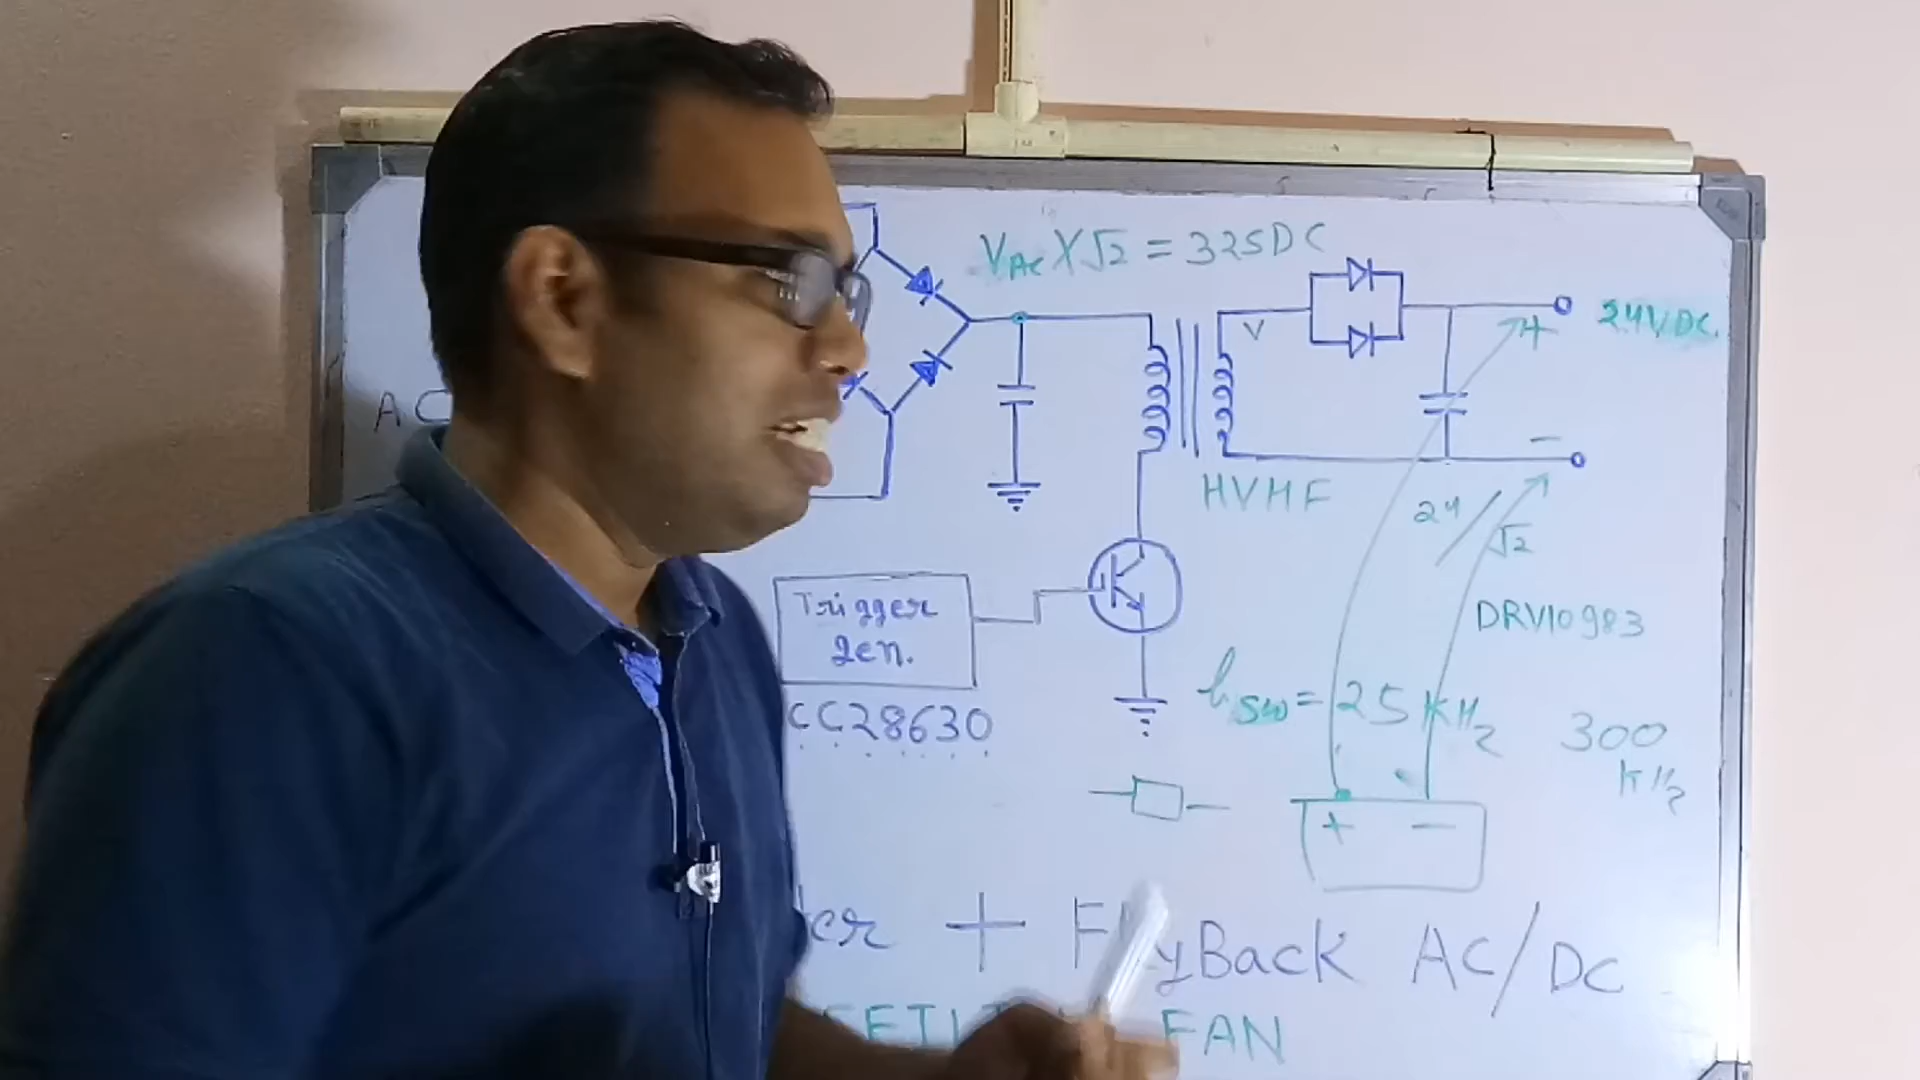 VAC X √2 = 325DC
24VDC.
+
V
AC
−
HVHF
24/√2
Trigger
gen.
DRV10983
CC28630
= 25 KHz
300
KHz
+ −
+ FlyBack AC/DC
FAN